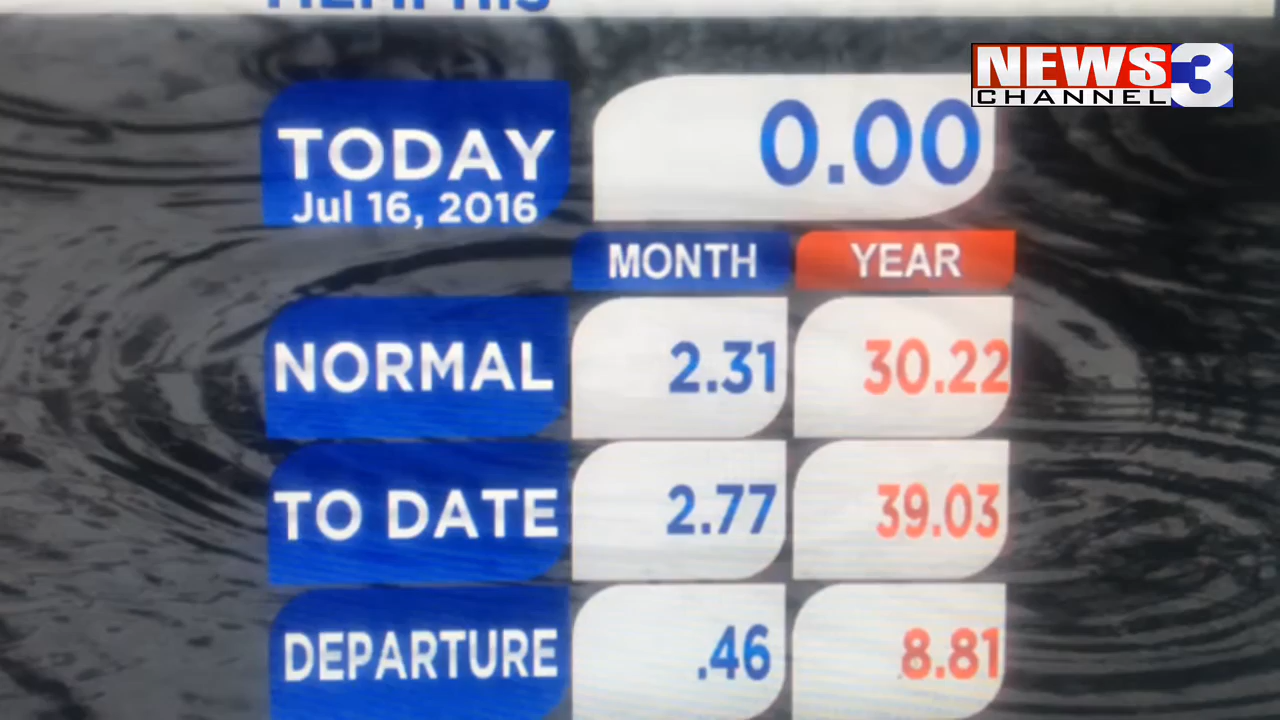 MEMPHIS
NEWS
CHANNEL 3
TODAY 0.00
Jul 16, 2016
MONTH YEAR
NORMAL 2.31 30.22
TO DATE 2.77 39.03
DEPARTURE .46 8.81